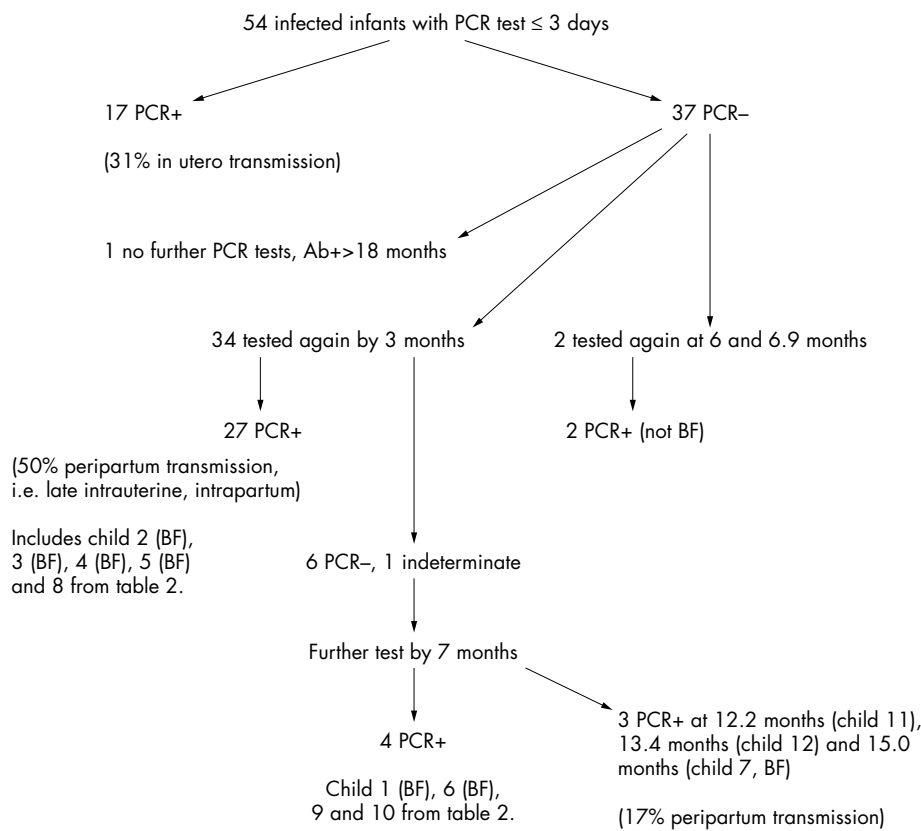 54 infected infants with PCR test ≤ 3 days
17 PCR+
37 PCR–
(31% in utero transmission)
1 no further PCR tests, Ab+>18 months
34 tested again by 3 months
2 tested again at 6 and 6.9 months
27 PCR+
2 PCR+ (not BF)
(50% peripartum transmission,
i.e. late intrauterine, intrapartum)
Includes child 2 (BF),
3 (BF), 4 (BF), 5 (BF)
and 8 from table 2.
6 PCR–, 1 indeterminate
Further test by 7 months
4 PCR+
Child 1 (BF), 6 (BF),
9 and 10 from table 2.
3 PCR+ at 12.2 months (child 11),
13.4 months (child 12) and 15.0
months (child 7, BF)
(17% peripartum transmission)